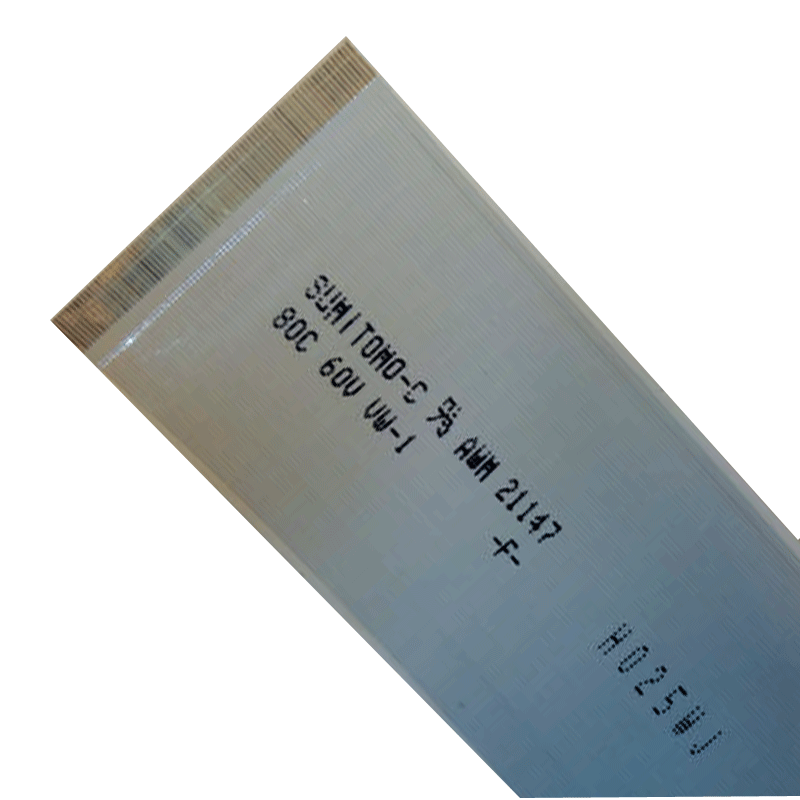 SUMITOMO-C AWM 21147
80C 60V VW-1 -F-
H025WJ